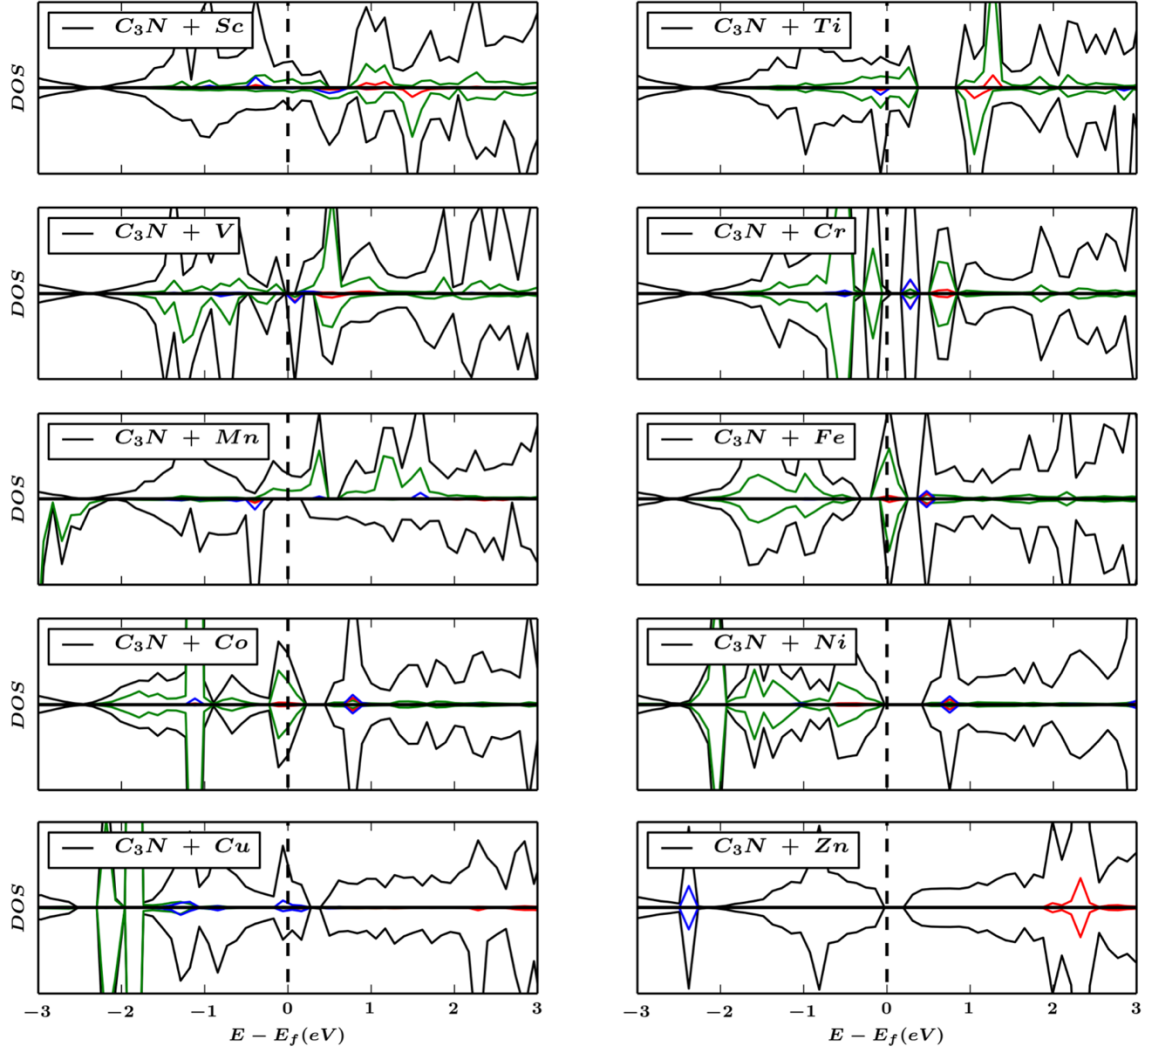 C₃N + Sc
C₃N + Ti
DOS
C₃N + V
C₃N + Cr
DOS
C₃N + Mn
C₃N + Fe
DOS
C₃N + Co
C₃N + Ni
DOS
C₃N + Cu
C₃N + Zn
DOS
−3 −2 −1 0 1 2 3
−3 −2 −1 0 1 2 3
E − E_f(eV)
E − E_f(eV)